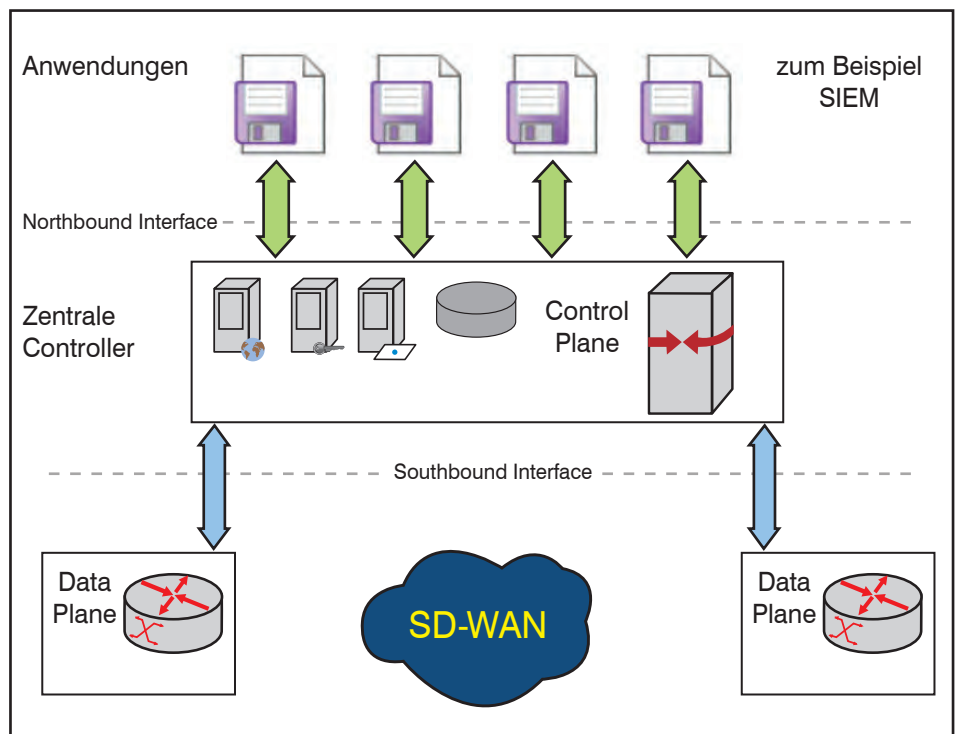 Anwendungen
zum Beispiel
SIEM
Northbound Interface
Zentrale
Controller
Control
Plane
Southbound Interface
Data
Plane
SD-WAN
Data
Plane